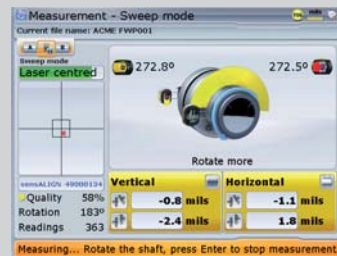 Measurement - Sweep mode
mils
Current file name: ACME FWP001
Sweep mode
Laser centred
272.8º
272.5º
Rotate more
sensALIGN 49000134
Quality 58%
Rotation 183º
Readings 363
Vertical
-0.8 mils
-2.4 mils
Horizontal
-1.1 mils
1.8 mils
Measuring... Rotate the shaft, press Enter to stop measurement